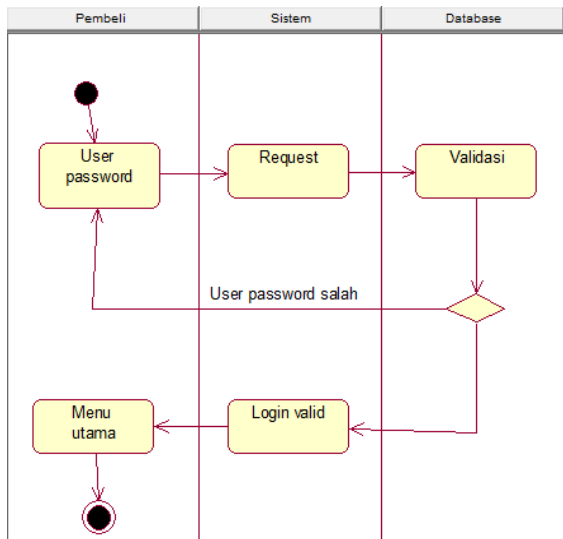 Pembeli
Sistem
Database
User
password
Request
Validasi
User password salah
Menu
utama
Login valid